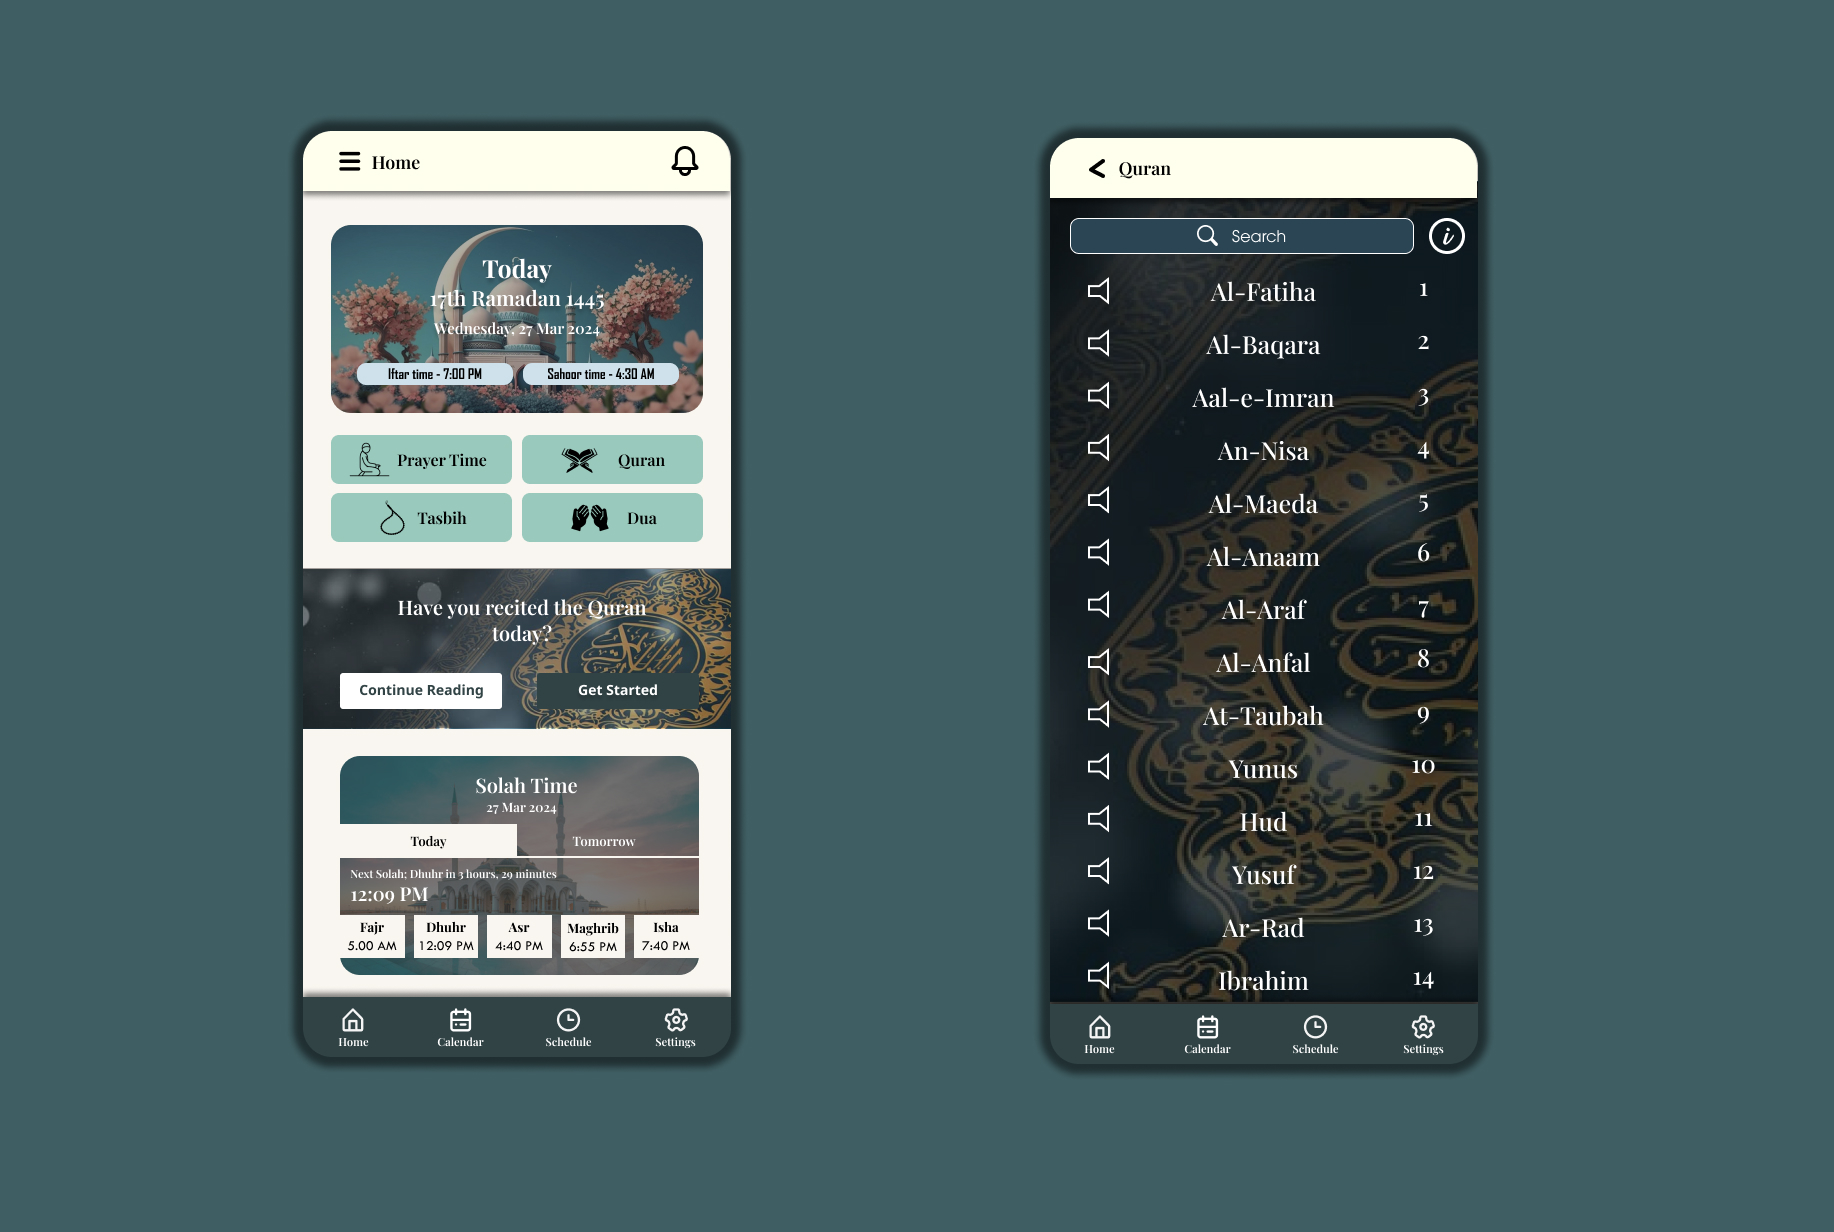 Home
Today
17th Ramadan 1445
Wednesday, 27 Mar 2024
Iftar time - 7:00 PM
Sahoor time - 4:30 AM
Prayer Time
Quran
Tasbih
Dua
Have you recited the Quran
today?
Continue Reading
Get Started
Solah Time
27 Mar 2024
Today
Tomorrow
Next Solah; Dhuhr in 3 hours, 29 minutes
12:09 PM
Fajr
5.00 AM
Dhuhr
12:09 PM
Asr
4:40 PM
Maghrib
6:55 PM
Isha
7:40 PM
Home
Calendar
Schedule
Settings
Quran
Search
Al-Fatiha 1
Al-Baqara 2
Aal-e-Imran 3
An-Nisa 4
Al-Maeda 5
Al-Anaam 6
Al-Araf 7
Al-Anfal 8
At-Taubah 9
Yunus 10
Hud 11
Yusuf 12
Ar-Rad 13
Ibrahim 14
Home
Calendar
Schedule
Settings